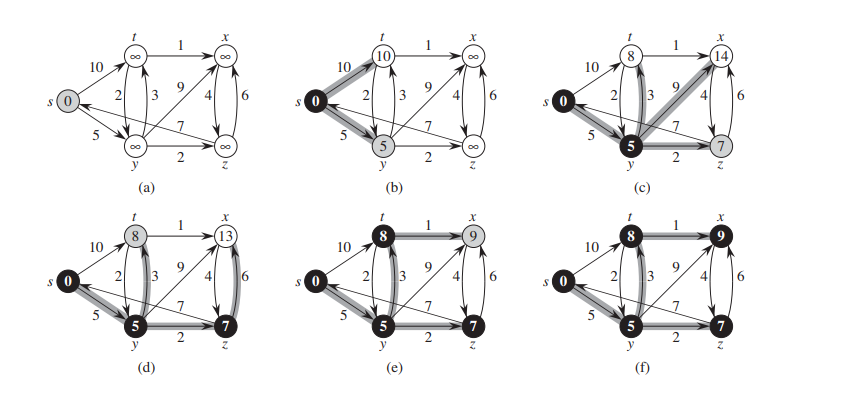 t x t x t x
1 1 1
∞ ∞ 10 ∞ 8 14
10 10 10
9 9 9
s 0 2 3 4 6 s 0 2 3 4 6 s 0 2 3 4 6
5 7 5 7 5 7
∞ ∞ 5 ∞ 5 7
2 2 2
y z y z y z
(a) (b) (c)
t x t x t x
1 1 1
8 13 8 9 8 9
10 10 10
9 9 9
s 0 2 3 4 6 s 0 2 3 4 6 s 0 2 3 4 6
5 7 5 7 5 7
5 7 5 7 5 7
2 2 2
y z y z y z
(d) (e) (f)